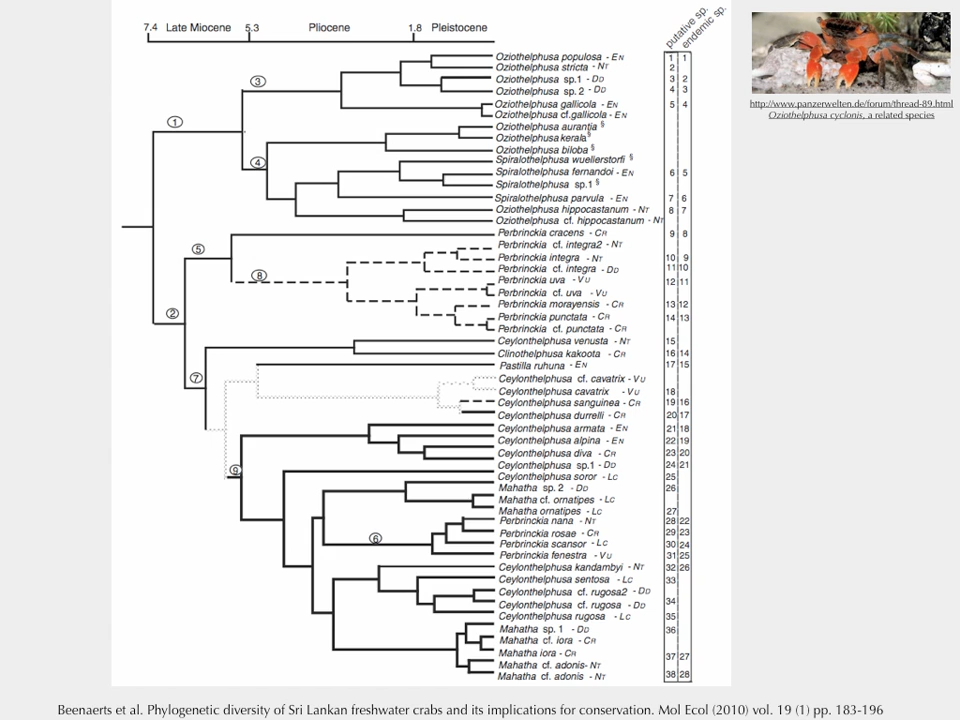 7.4 Late Miocene 5.3 Pliocene 1.8 Pleistocene
putative sp.
endemic sp.
Oziothelphusa populosa - EN 1 1
Oziothelphusa stricta - NT 2
3
Oziothelphusa sp.1 - DD 3 2
Oziothelphusa sp. 2 - DD 4 3
Oziothelphusa gallicola - EN 5 4
Oziothelphusa cf.gallicola - EN
1
Oziothelphusa aurantia §
Oziothelphusa kerala §
Oziothelphusa biloba §
4
Spiralothelphusa wuellerstorfi §
Spiralothelphusa fernandoi - EN 6 5
Spiralothelphusa sp.1 §
Spiralothelphusa parvula - EN 7 6
Oziothelphusa hippocastanum - NT 8 7
Oziothelphusa cf. hippocastanum - NT
Perbrinckia cracens - CR 9 8
5
Perbrinckia cf. integra2 - NT
Perbrinckia integra - NT 10 9
Perbrinckia cf. integra - DD 11 10
8
Perbrinckia uva - VU 12 11
Perbrinckia cf. uva - VU
Perbrinckia morayensis - CR 13 12
2
Perbrinckia punctata - CR 14 13
Perbrinckia cf. punctata - CR
Ceylonthelphusa venusta - NT 15
Clinothelphusa kakoota - CR 16 14
Pastilla ruhuna - EN 17 15
7
Ceylonthelphusa cf. cavatrix - VU
Ceylonthelphusa cavatrix - VU 18
Ceylonthelphusa sanguinea - CR 19 16
Ceylonthelphusa durrelli - CR 20 17
Ceylonthelphusa armata - EN 21 18
Ceylonthelphusa alpina - EN 22 19
Ceylonthelphusa diva - CR 23 20
Ceylonthelphusa sp.1 - DD 24 21
9
Ceylonthelphusa soror - LC 25
Mahatha sp. 2 - DD 26
Mahatha cf. ornatipes - LC
Mahatha ornatipes - LC 27
Perbrinckia nana - NT 28 22
Perbrinckia rosae - CR 29 23
6
Perbrinckia scansor - LC 30 24
Perbrinckia fenestra - VU 31 25
Ceylonthelphusa kandambyi - NT 32 26
Ceylonthelphusa sentosa - LC 33
Ceylonthelphusa cf. rugosa2 - DD
Ceylonthelphusa cf. rugosa - DD 34
Ceylonthelphusa rugosa - LC 35
Mahatha sp. 1 - DD 36
Mahatha cf. iora - CR
Mahatha iora - CR 37 27
Mahatha cf. adonis- NT
Mahatha cf. adonis - NT 38 28
http://www.panzerwelten.de/forum/thread-89.html
Oziothelphusa cyclonis, a related species
Beenaerts et al. Phylogenetic diversity of Sri Lankan freshwater crabs and its implications for conservation. Mol Ecol (2010) vol. 19 (1) pp. 183-196